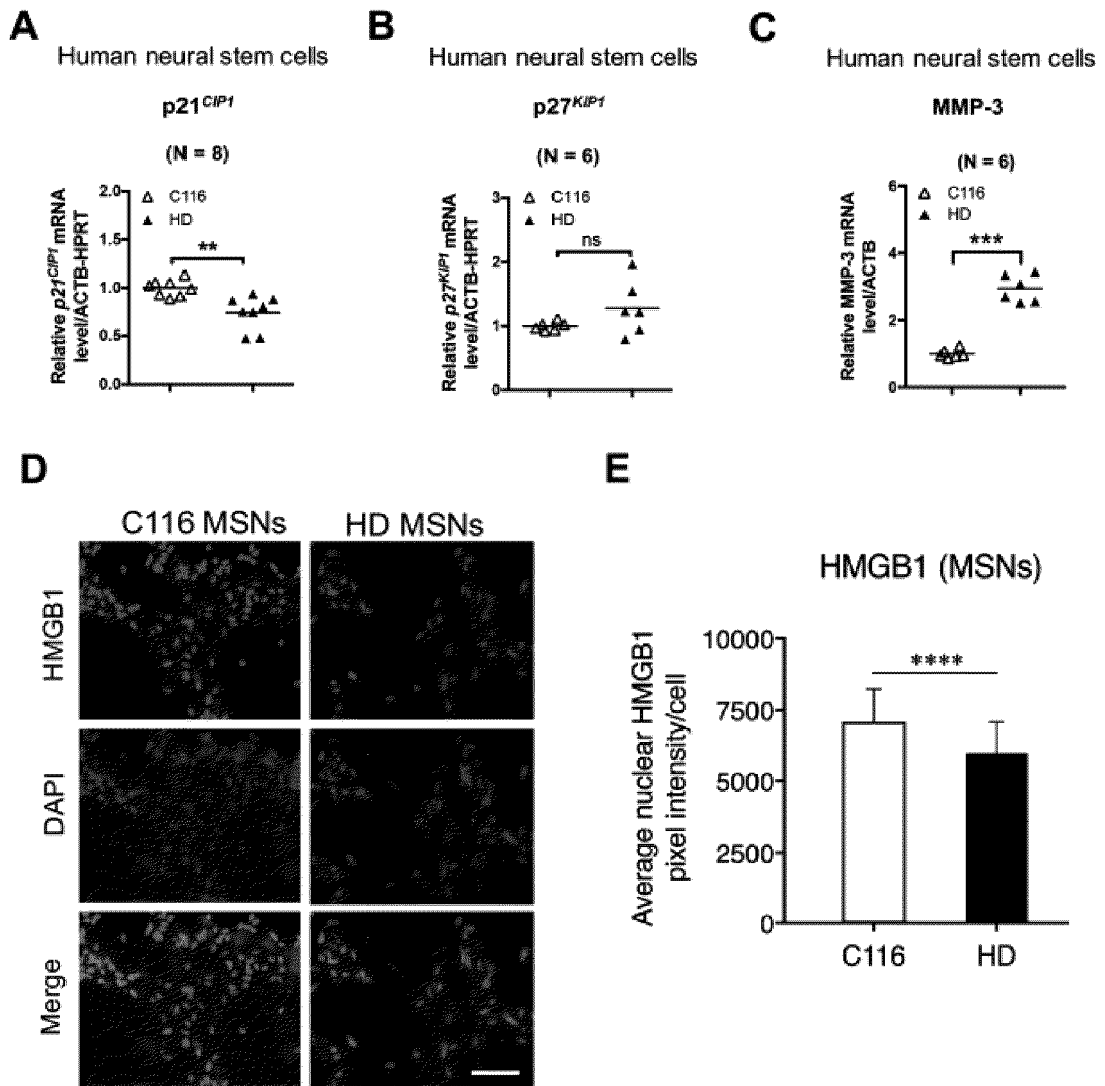 A
Human neural stem cells
p21CIP1
(N = 8)
Relative p21CIP1 mRNA
level/ACTB-HPRT
2.0
1.5
1.0
0.5
0.0
C116
HD
**
B
Human neural stem cells
p27KIP1
(N = 6)
Relative p27KIP1 mRNA
level/ACTB-HPRT
3
2
1
0
C116
HD
ns
C
Human neural stem cells
MMP-3
(N = 6)
Relative MMP-3 mRNA
level/ACTB
6
4
2
0
C116
HD
***
D
C116 MSNs
HD MSNs
HMGB1
DAPI
Merge
E
HMGB1 (MSNs)
Average nuclear HMGB1
pixel intensity/cell
10000
7500
5000
2500
0
****
C116
HD